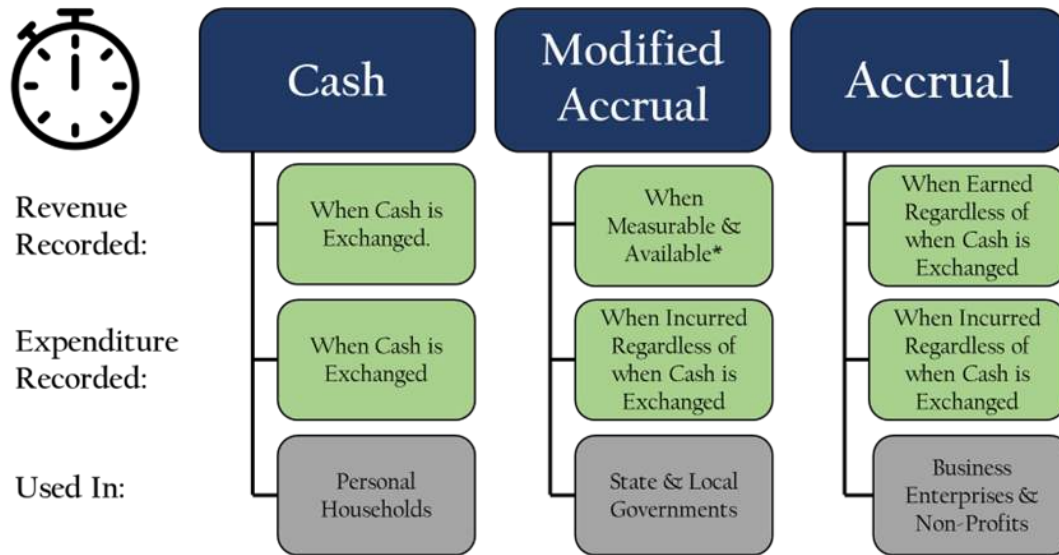 Cash
Modified
Accrual
Accrual
Revenue
Recorded:
When Cash is
Exchanged.
When
Measurable &
Available*
When Earned
Regardless of
when Cash is
Exchanged
Expenditure
Recorded:
When Cash is
Exchanged
When Incurred
Regardless of
when Cash is
Exchanged
When Incurred
Regardless of
when Cash is
Exchanged
Used In:
Personal
Households
State & Local
Governments
Business
Enterprises &
Non-Profits